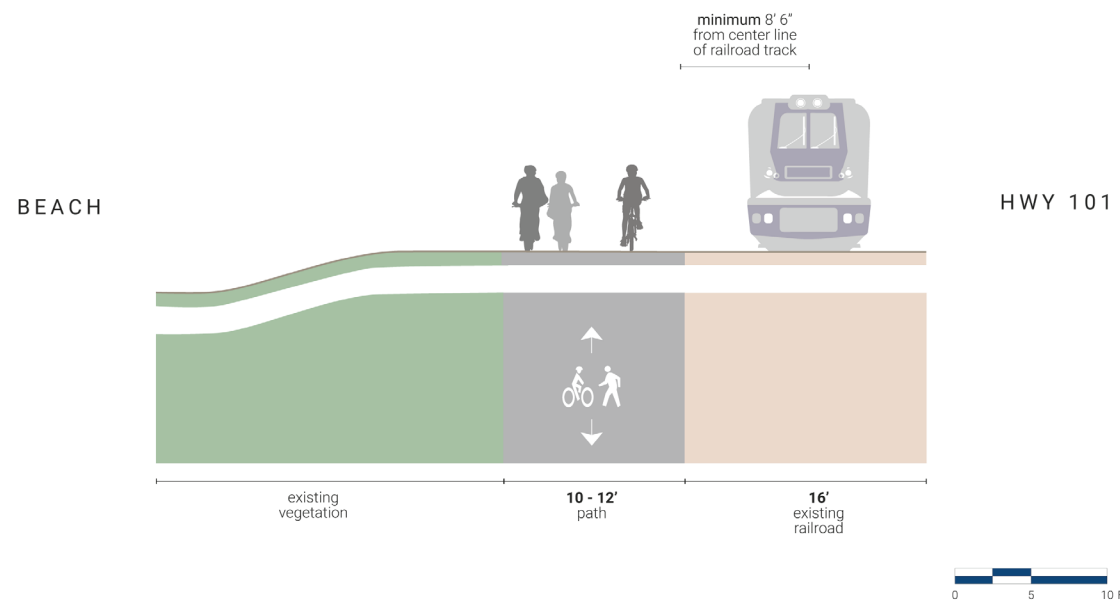 minimum 8' 6"
from center line
of railroad track
BEACH
HWY 101
existing
vegetation
10 - 12'
path
16'
existing
railroad
0 5 10